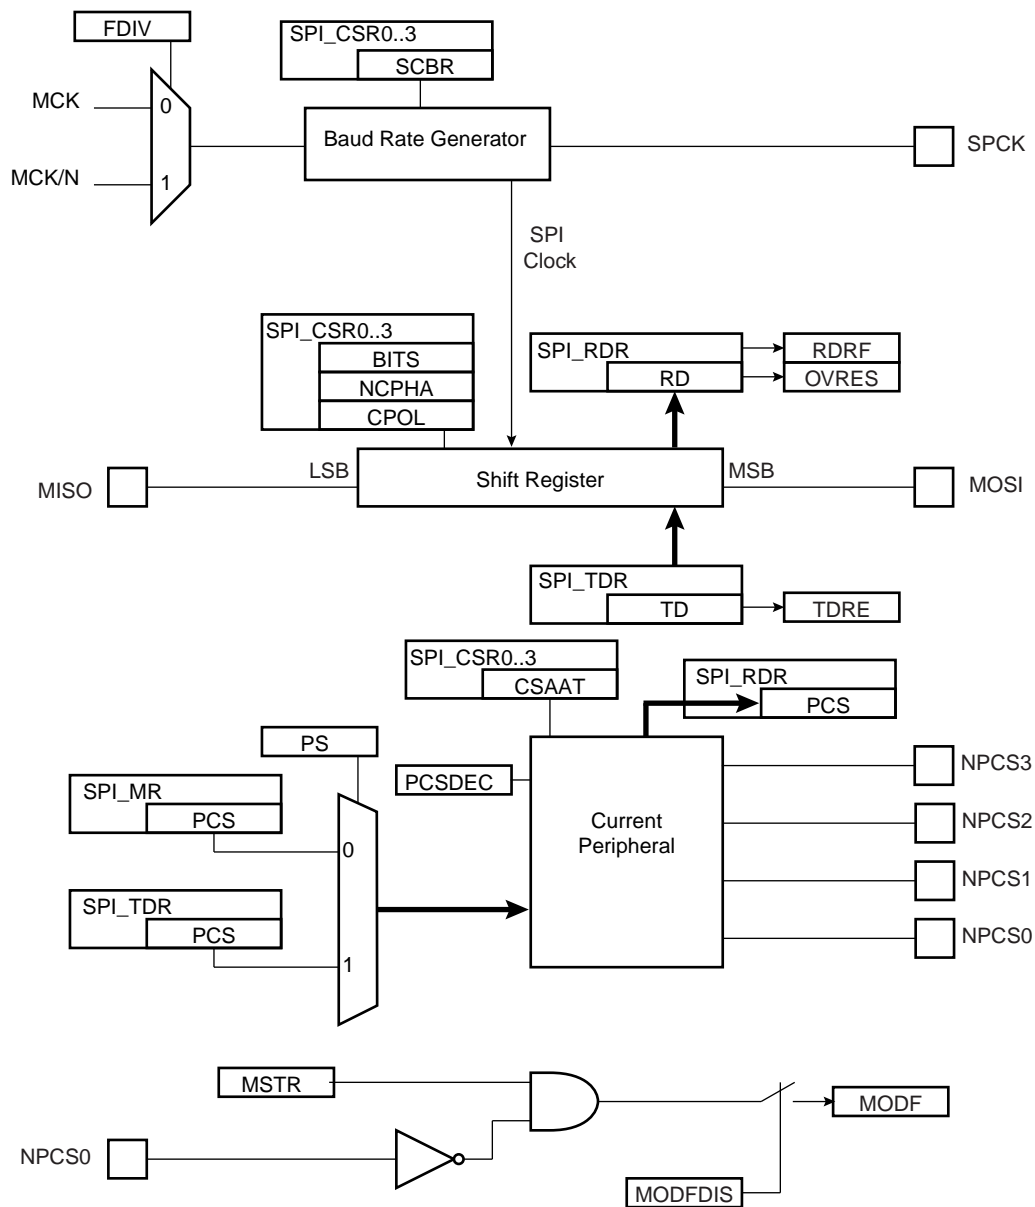 FDIV
SPI_CSR0..3
SCBR
MCK
0
Baud Rate Generator
SPCK
MCK/N
1
SPI
Clock
SPI_CSR0..3
BITS
NCPHA
CPOL
SPI_RDR
RD
RDRF
OVRES
LSB
MSB
MISO
Shift Register
MOSI
SPI_TDR
TD
TDRE
SPI_CSR0..3
CSAAT
SPI_RDR
PCS
PS
NPCS3
PCSDEC
SPI_MR
PCS
0
Current
Peripheral
NPCS2
NPCS1
SPI_TDR
PCS
NPCS0
1
MSTR
MODF
NPCS0
MODFDIS